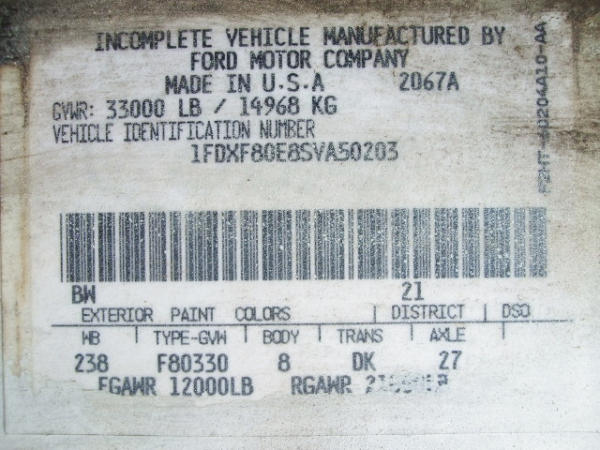 INCOMPLETE VEHICLE MANUFACTURED BY
FORD MOTOR COMPANY
MADE IN U.S.A 2067A
GVWR: 33000 LB / 14968 KG
VEHICLE IDENTIFICATION NUMBER
1FDXF80E8SVA50203
BW 21
EXTERIOR PAINT COLORS DISTRICT DSO
WB TYPE-GVW BODY TRANS AXLE
238 F80330 8 DK 27
FGAWR 12000LB RGAWR